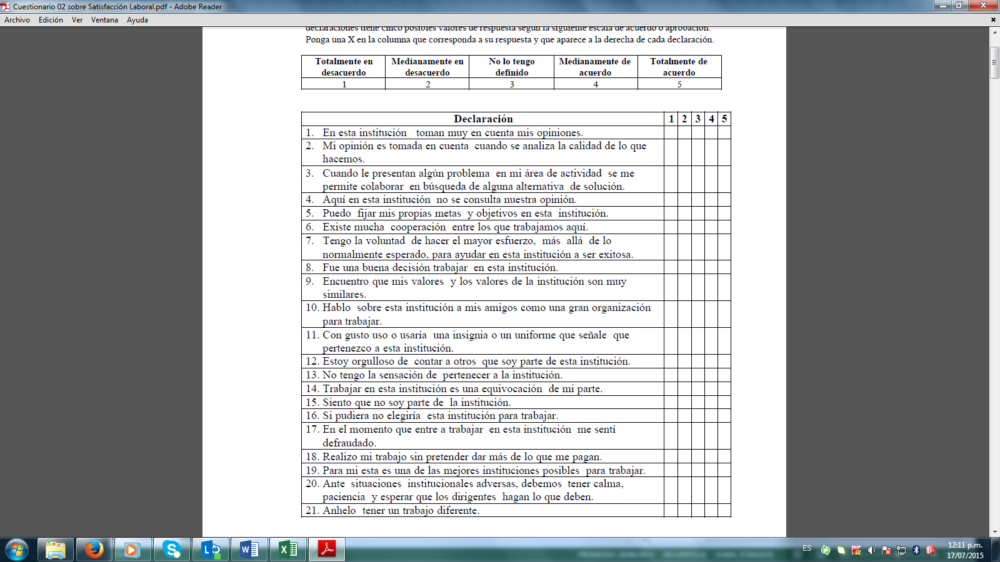 Cuestionario 02 sobre Satisfacción Laboral.pdf - Adobe Reader
Archivo Edición Ver Ventana Ayuda
declaraciones tiene cinco posibles valores de respuesta según la siguiente escala de acuerdo o aprobación.
Ponga una X en la columna que corresponda a su respuesta y que aparece a la derecha de cada declaración.
Totalmente en desacuerdo Medianamente en desacuerdo No lo tengo definido Medianamente de acuerdo Totalmente de acuerdo
1 2 3 4 5
Declaración 1 2 3 4 5
1. En esta institución toman muy en cuenta mis opiniones.
2. Mi opinión es tomada en cuenta cuando se analiza la calidad de lo que
hacemos.
3. Cuando le presentan algún problema en mi área de actividad se me
permite colaborar en búsqueda de alguna alternativa de solución.
4. Aquí en esta institución no se consulta nuestra opinión.
5. Puedo fijar mis propias metas y objetivos en esta institución.
6. Existe mucha cooperación entre los que trabajamos aquí.
7. Tengo la voluntad de hacer el mayor esfuerzo, más allá de lo
normalmente esperado, para ayudar en esta institución a ser exitosa.
8. Fue una buena decisión trabajar en esta institución.
9. Encuentro que mis valores y los valores de la institución son muy
similares.
10. Hablo sobre esta institución a mis amigos como una gran organización
para trabajar.
11. Con gusto uso o usaría una insignia o un uniforme que señale que
pertenezco a esta institución.
12. Estoy orgulloso de contar a otros que soy parte de esta institución.
13. No tengo la sensación de pertenecer a la institución.
14. Trabajar en esta institución es una equivocación de mi parte.
15. Siento que no soy parte de la institución.
16. Si pudiera no elegiría esta institución para trabajar.
17. En el momento que entre a trabajar en esta institución me sentí
defraudado.
18. Realizo mi trabajo sin pretender dar más de lo que me pagan.
19. Para mi esta es una de las mejores instituciones posibles para trabajar.
20. Ante situaciones institucionales adversas, debemos tener calma,
paciencia y esperar que los dirigentes hagan lo que deben.
21. Anhelo tener un trabajo diferente.
ES
12:11 p.m.
17/07/2015